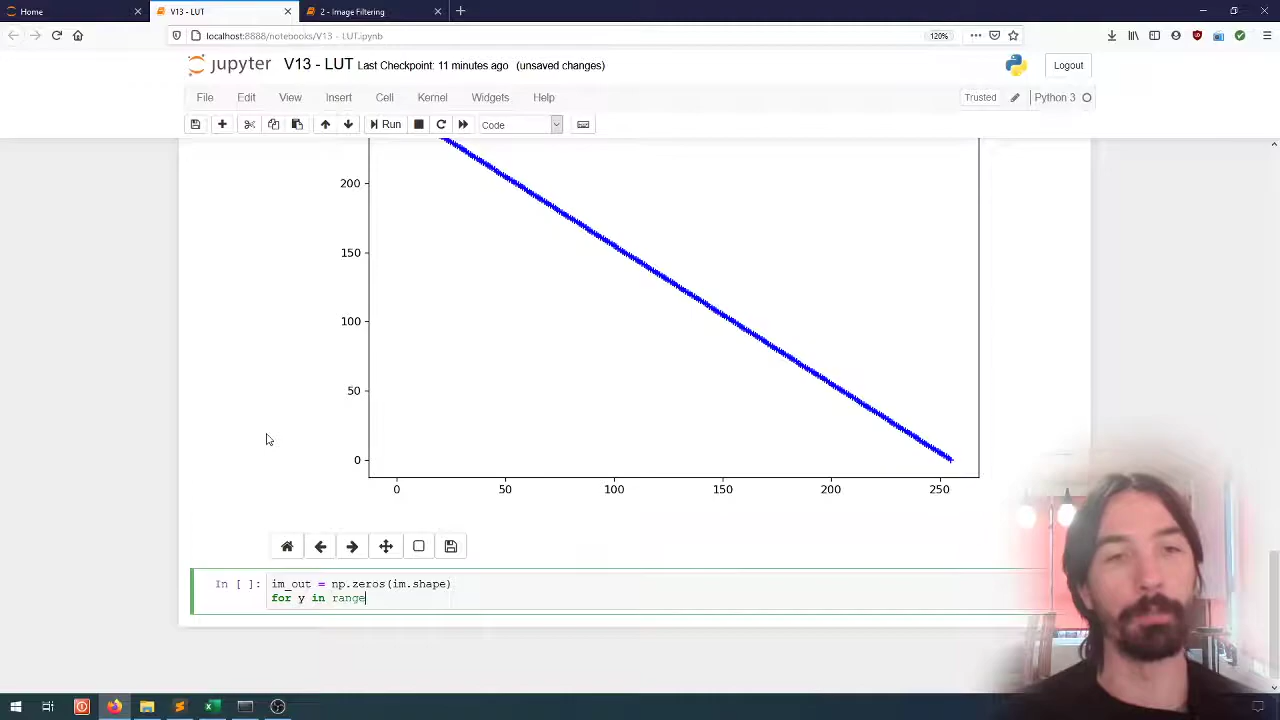 Home
V13 - LUT
2 - Image Filtering
localhost:8888/notebooks/V13 - LUT.ipynb
120%
jupyter V13 - LUT Last Checkpoint: 11 minutes ago (unsaved changes)
Logout
File Edit View Insert Cell Kernel Widgets Help
Trusted
Python 3
Run
Code
200
150
100
50
0
0 50 100 150 200 250
In [ ]: im_out = np.zeros(im.shape)
for y in range